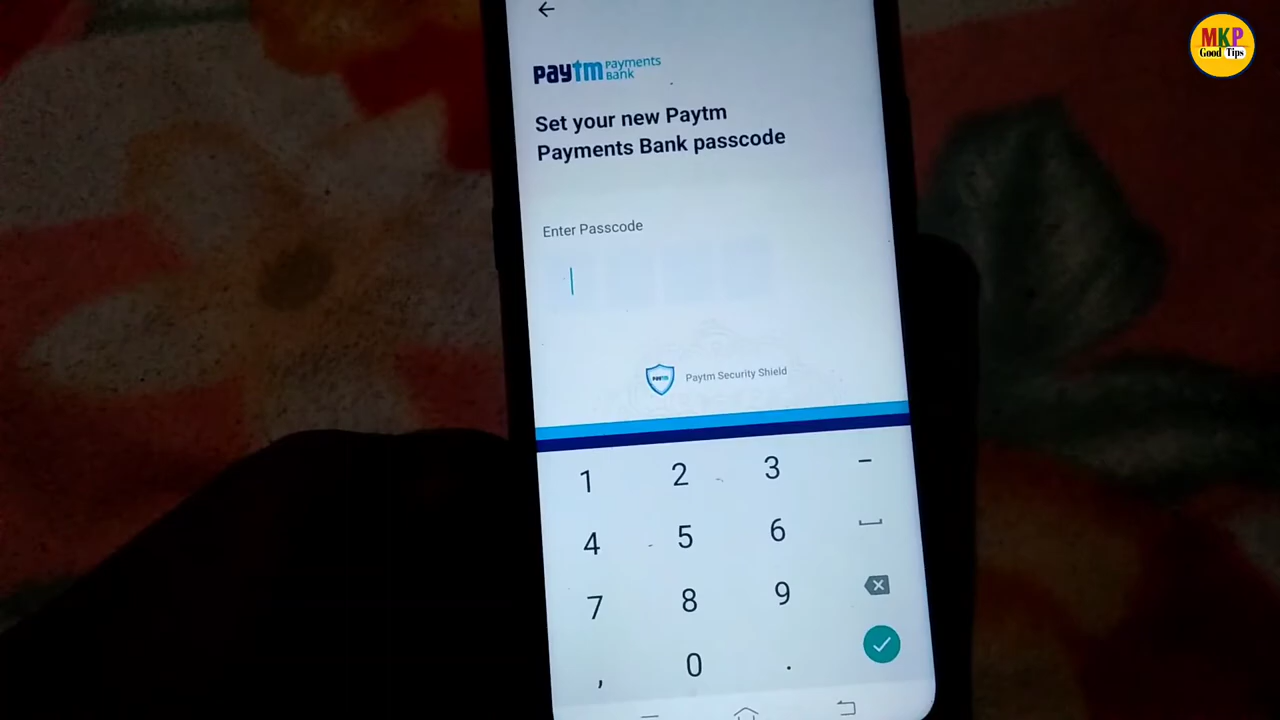 MKP
Good Tips
paytm Payments
Bank
Set your new Paytm
Payments Bank passcode
Enter Passcode
PAYTM Paytm Security Shield
1 2 3 -
4 5 6
7 8 9
, 0 .